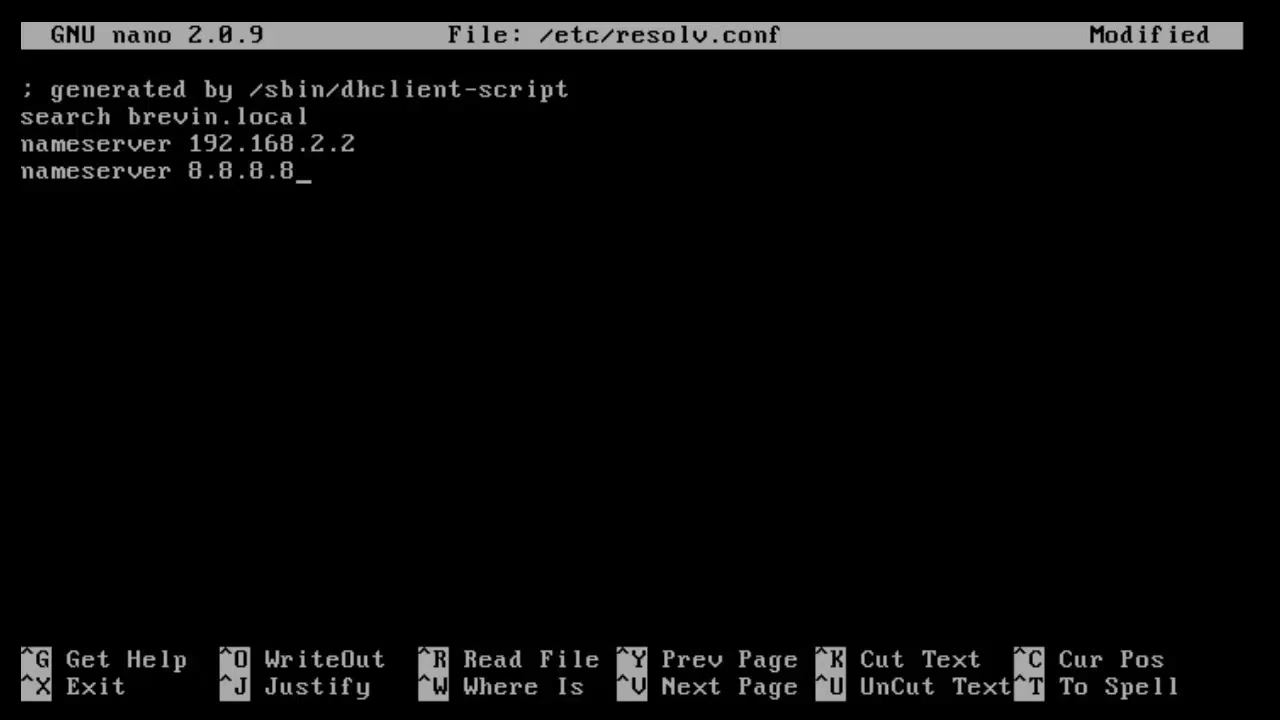 GNU nano 2.0.9 File: /etc/resolv.conf Modified
; generated by /sbin/dhclient-script
search brevin.local
nameserver 192.168.2.2
nameserver 8.8.8.8_
^G Get Help ^O WriteOut ^R Read File ^Y Prev Page ^K Cut Text ^C Cur Pos
^X Exit ^J Justify ^W Where Is ^V Next Page ^U UnCut Text ^T To Spell